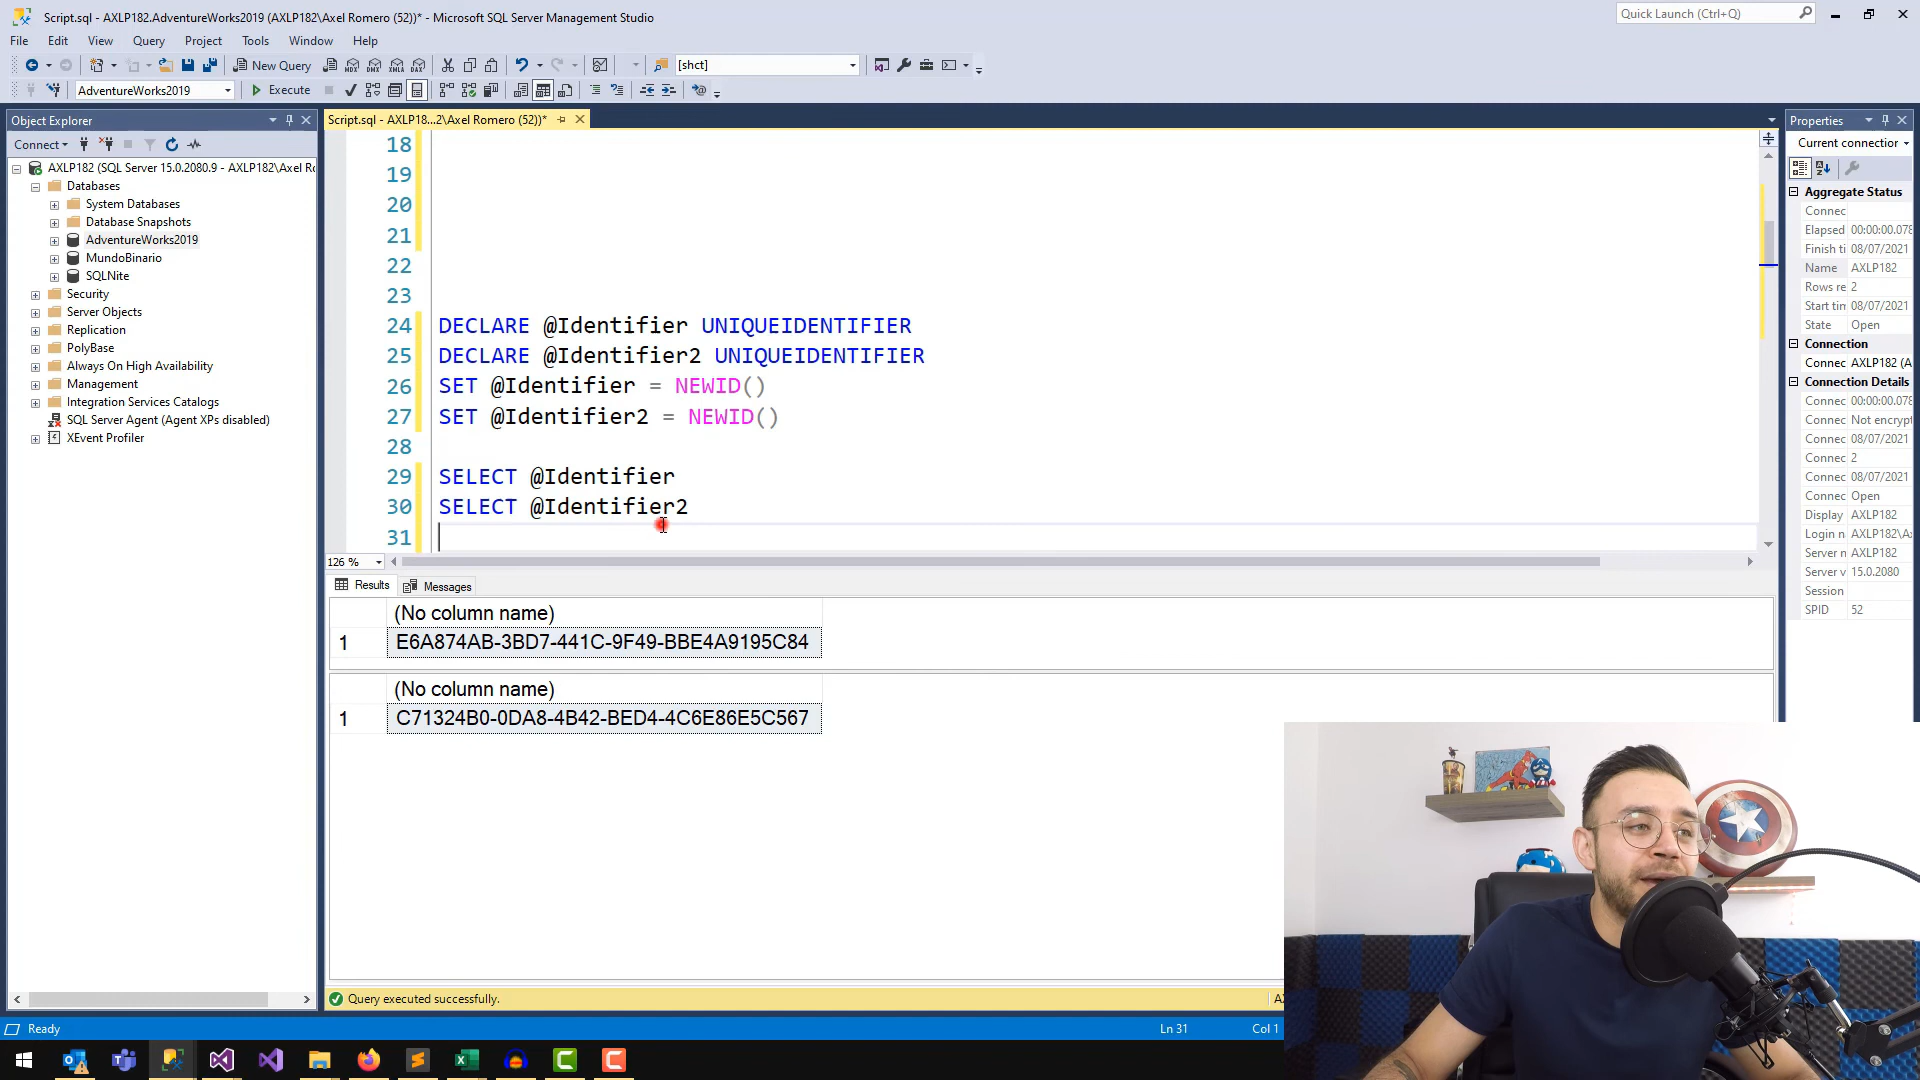 Script.sql - AXLP182.AdventureWorks2019 (AXLP182\Axel Romero (52))* - Microsoft SQL Server Management Studio
Quick Launch (Ctrl+Q)
File Edit View Query Project Tools Window Help
New Query
MDX DMX XMLA DAX
[shct]
AdventureWorks2019
Execute
Object Explorer
Script.sql - AXLP18...2\Axel Romero (52))*
Properties
Connect
Current connection
AXLP182 (SQL Server 15.0.2080.9 - AXLP182\Axel Ro
Databases
System Databases
Database Snapshots
AdventureWorks2019
MundoBinario
SQLNite
Security
Server Objects
Replication
PolyBase
Always On High Availability
Management
Integration Services Catalogs
SQL Server Agent (Agent XPs disabled)
XEvent Profiler
18
19
20
21
22
23
24 DECLARE @Identifier UNIQUEIDENTIFIER
25 DECLARE @Identifier2 UNIQUEIDENTIFIER
26 SET @Identifier = NEWID()
27 SET @Identifier2 = NEWID()
28
29 SELECT @Identifier
30 SELECT @Identifier2
31
126 %
Results Messages
(No column name)
1 E6A874AB-3BD7-441C-9F49-BBE4A9195C84
(No column name)
1 C71324B0-0DA8-4B42-BED4-4C6E86E5C567
Query executed successfully.
Aggregate Status
Connec
Elapsed 00:00:00.078
Finish ti 08/07/2021
Name AXLP182
Rows re 2
Start tim 08/07/2021
State Open
Connection
Connec AXLP182 (A
Connection Details
Connec 00:00:00.078
Connec Not encrypt
Connec 08/07/2021
Connec 2
Connec 08/07/2021
Connec Open
Display AXLP182
Login n AXLP182\Ax
Server n AXLP182
Server v 15.0.2080
Session
SPID 52
Ready
Ln 31
Col 1